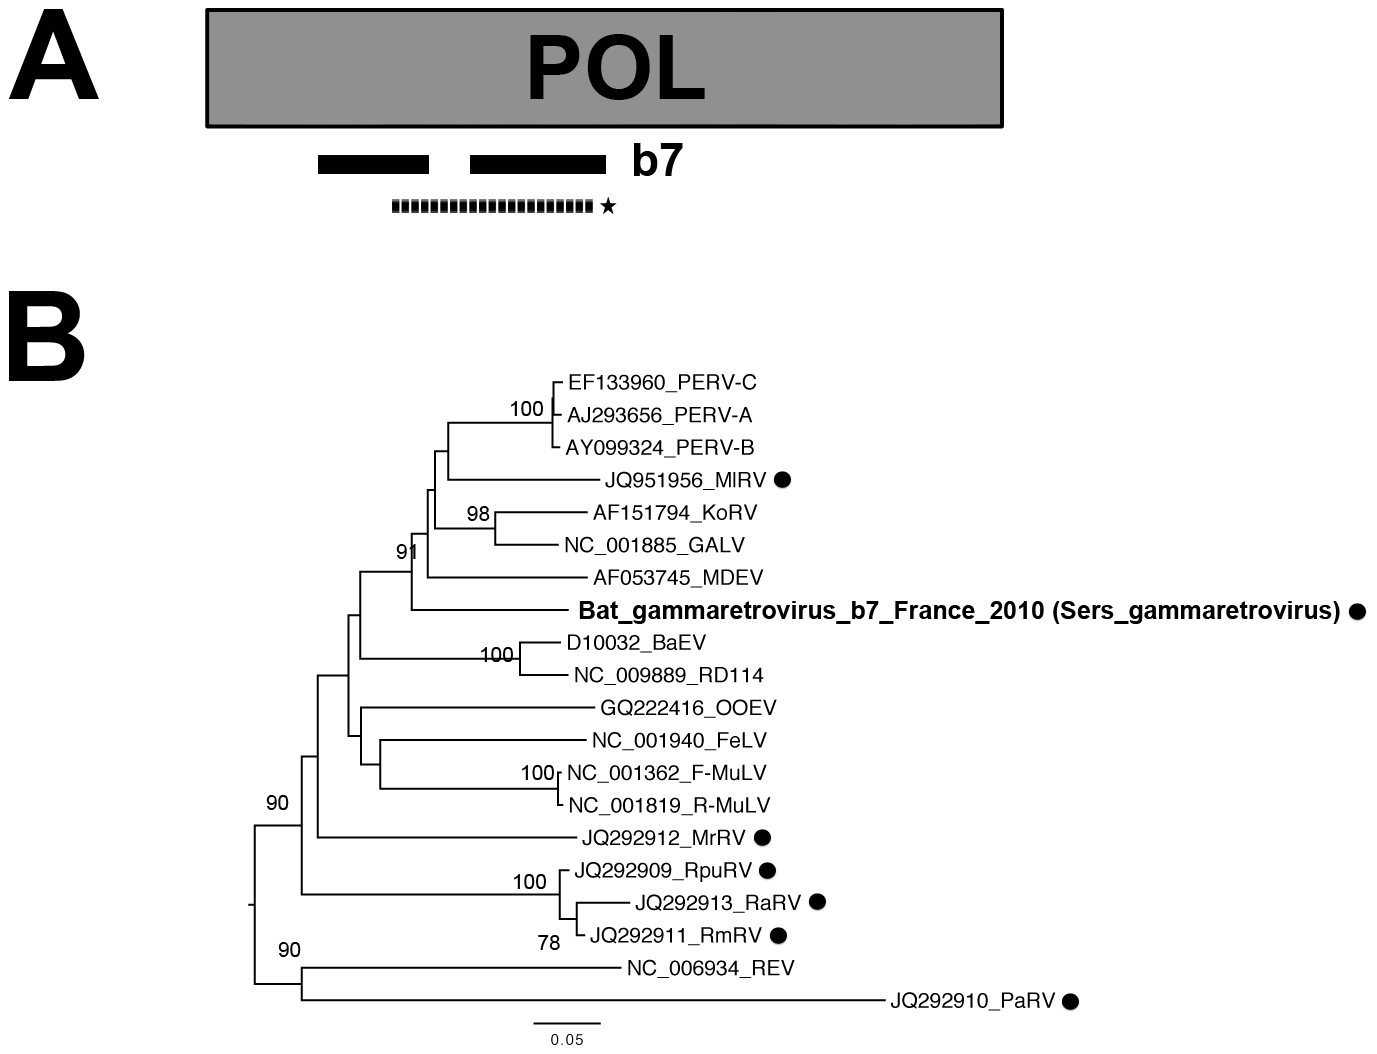 A
POL
b7
B
EF133960_PERV-C
100
AJ293656_PERV-A
AY099324_PERV-B
JQ951956_MlRV
98
AF151794_KoRV
NC_001885_GALV
91
AF053745_MDEV
Bat_gammaretrovirus_b7_France_2010 (Sers_gammaretrovirus)
D10032_BaEV
100
NC_009889_RD114
GQ222416_OOEV
NC_001940_FeLV
100
NC_001362_F-MuLV
NC_001819_R-MuLV
90
JQ292912_MrRV
JQ292909_RpuRV
100
JQ292913_RaRV
JQ292911_RmRV
78
90
NC_006934_REV
JQ292910_PaRV
0.05